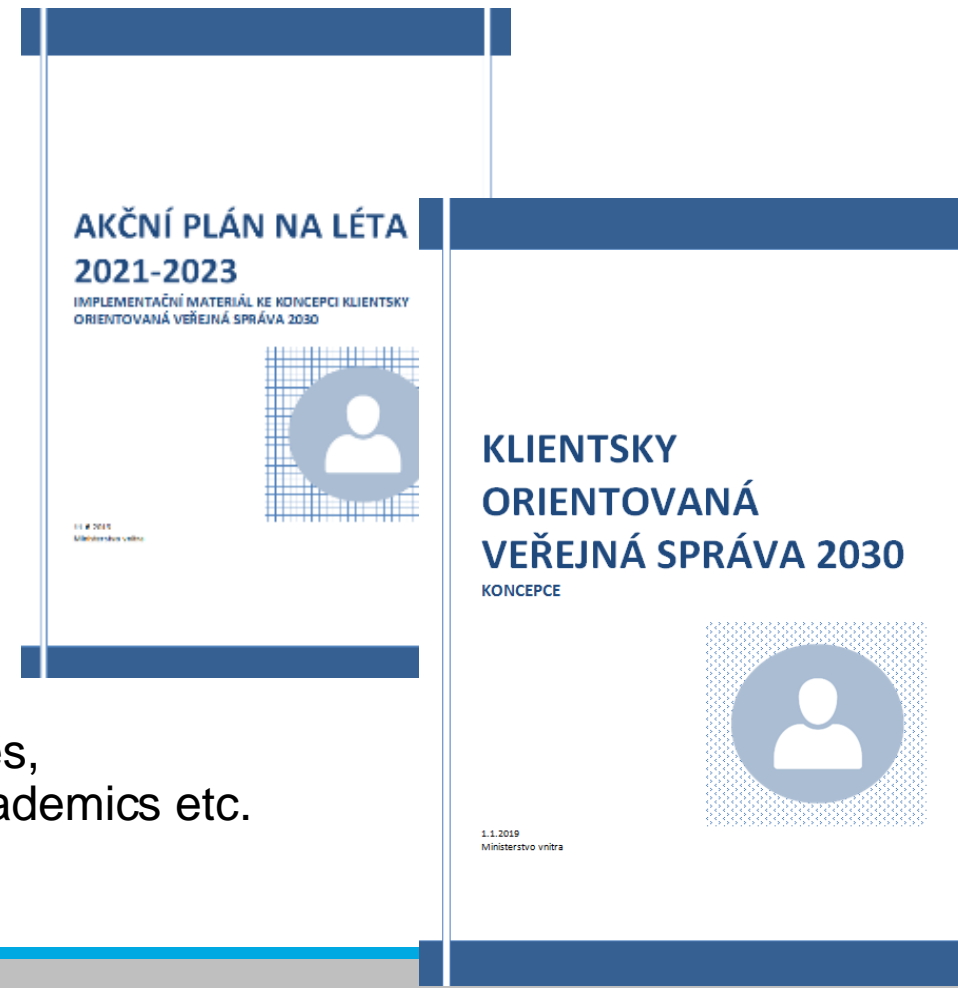 AKČNÍ PLÁN NA LÉTA
2021-2023
IMPLEMENTAČNÍ MATERIÁL KE KONCEPCI KLIENTSKY
ORIENTOVANÁ VEŘEJNÁ SPRÁVA 2030
Ministerstvo vnitra
KLIENTSKY
ORIENTOVANÁ
VEŘEJNÁ SPRÁVA 2030
KONCEPCE
1.1.2019
Ministerstvo vnitra
es,
ademics etc.